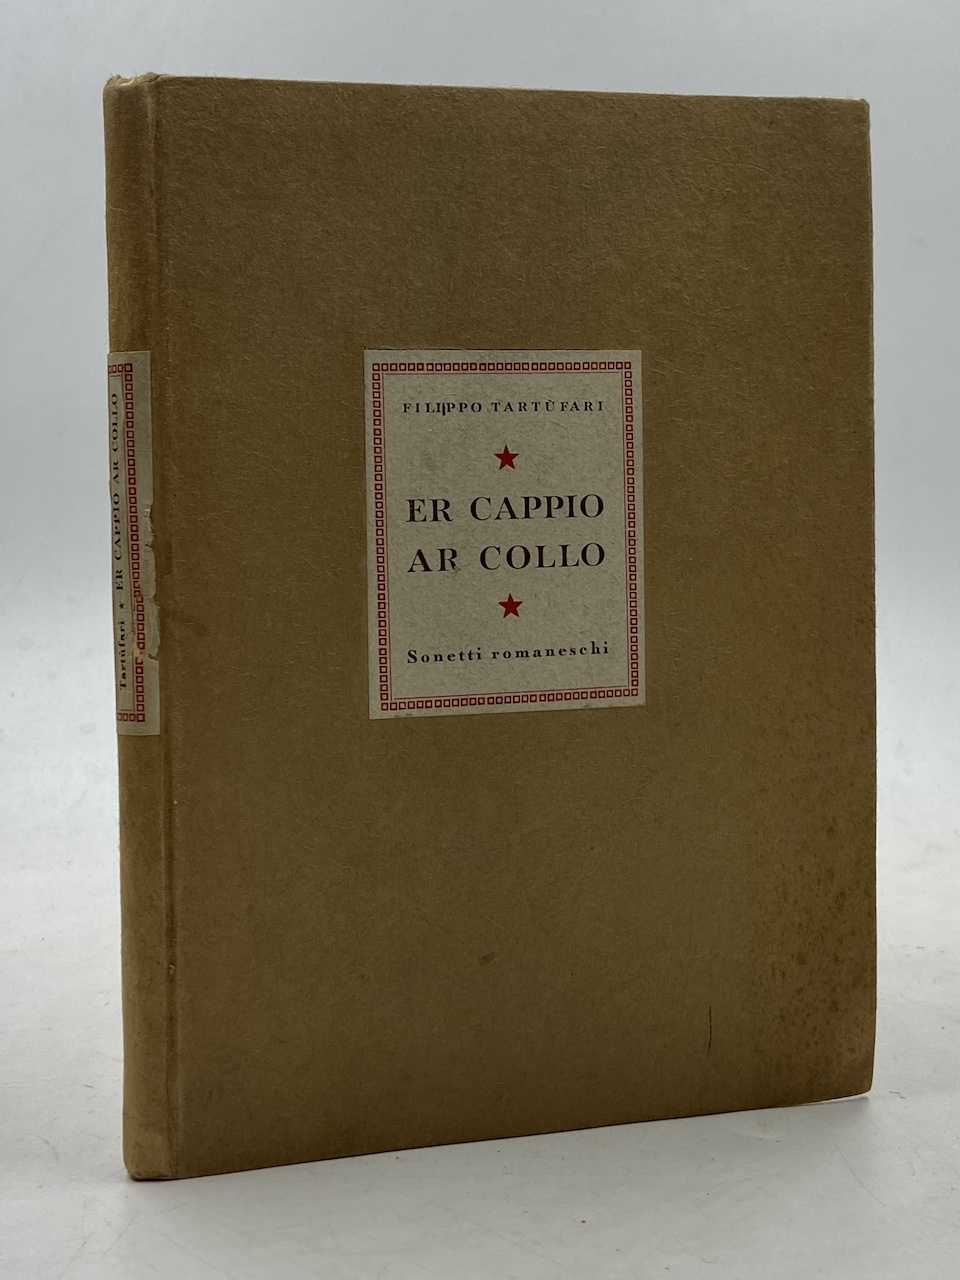 FILIPPO TARTÙFARI
★
ER CAPPIO
AR COLLO
★
Sonetti romaneschi
Tartùfari ★ ER CAPPIO AR COLLO